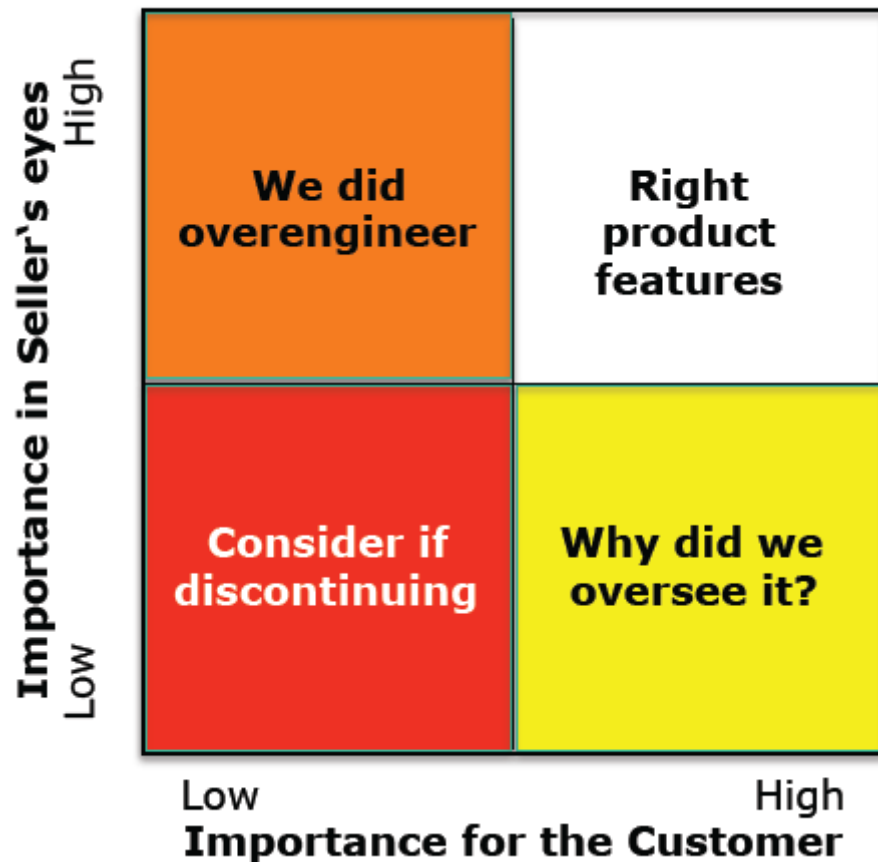 Importance in Seller`s eyes
High
Low
We did
overengineer
Right
product
features
Consider if
discontinuing
Why did we
oversee it?
Low
High
Importance for the Customer